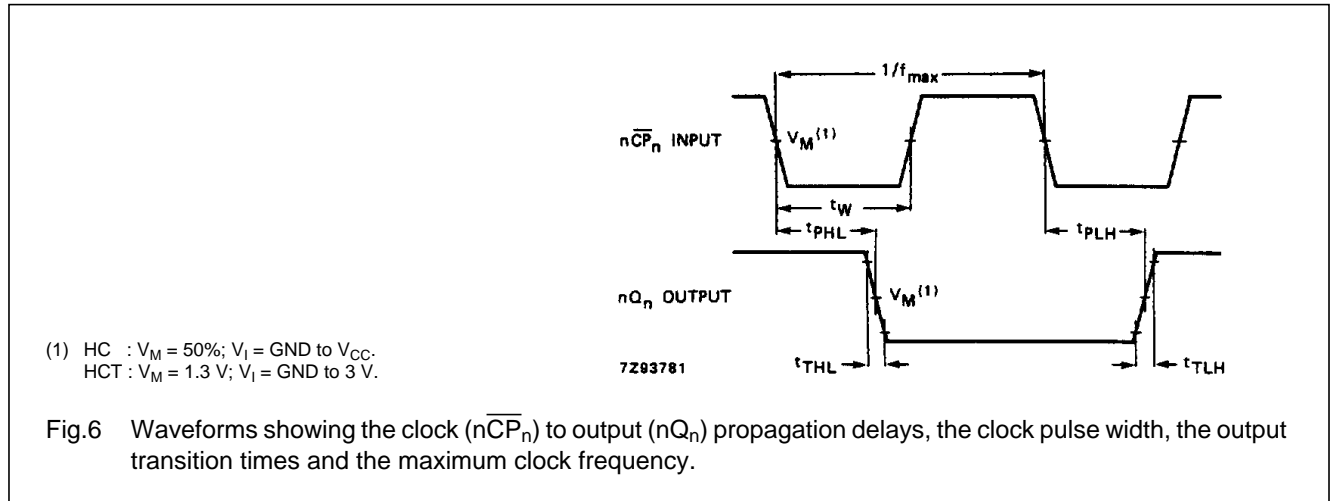 1/fmax
nC̅P̅n INPUT
VM(1)
tW
tPHL
tPLH
nQn OUTPUT
VM(1)
(1) HC : VM = 50%; VI = GND to VCC.
HCT : VM = 1.3 V; VI = GND to 3 V.
7Z93781
tTHL
tTLH
Fig.6 Waveforms showing the clock (nC̅P̅n) to output (nQn) propagation delays, the clock pulse width, the output
transition times and the maximum clock frequency.